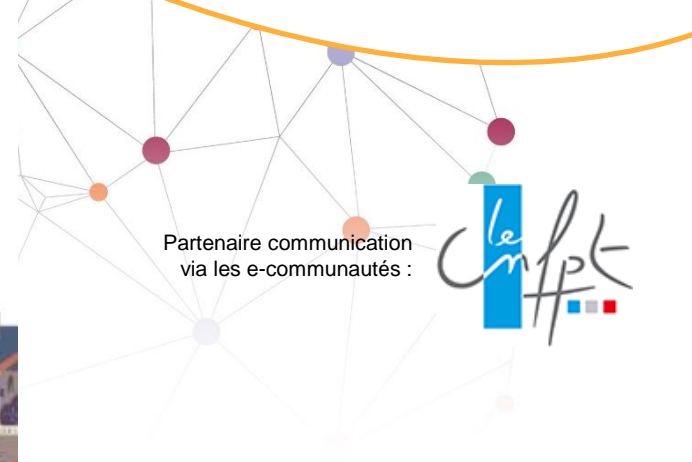 Partenaire communication
via les e-communautés :
le
cnfpt